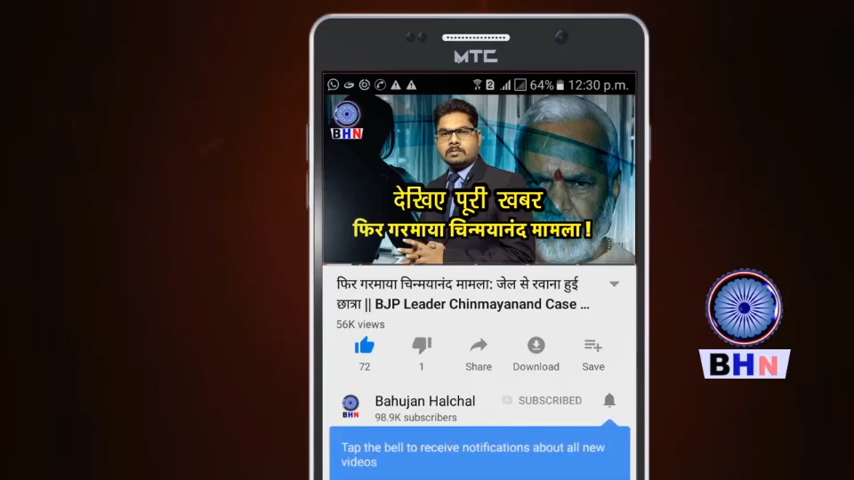 MTC
64% 12:30 p.m.
BHN
देखिए पूरी खबर
फिर गरमाया चिन्मयानंद मामला !
फिर गरमाया चिन्मयानंद मामला: जेल से रवाना हुई
छात्रा || BJP Leader Chinmayanand Case ...
56K views
72
1
Share
Download
Save
BHN
Bahujan Halchal
98.9K subscribers
SUBSCRIBED
Tap the bell to receive notifications about all new
videos
BHN